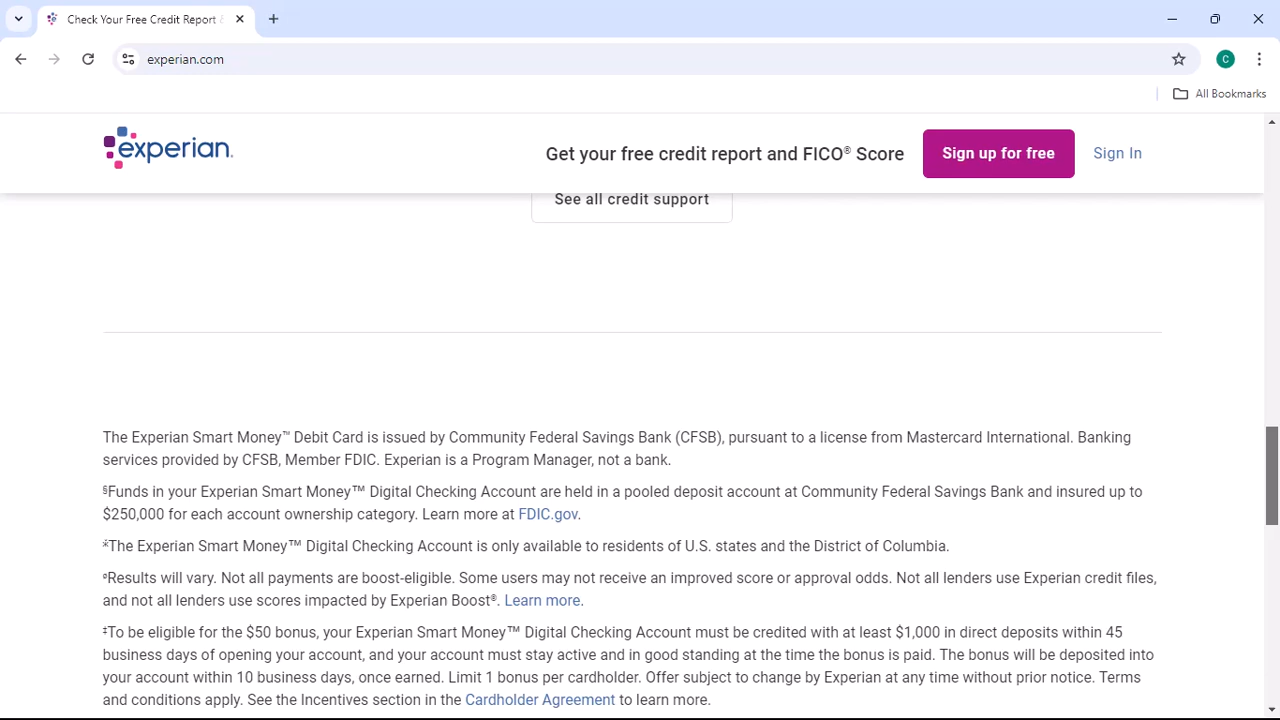 Check Your Free Credit Report &
experian.com
C
All Bookmarks
experian.
Get your free credit report and FICO® Score
Sign up for free
Sign In
See all credit support
The Experian Smart Money™ Debit Card is issued by Community Federal Savings Bank (CFSB), pursuant to a license from Mastercard International. Banking
services provided by CFSB, Member FDIC. Experian is a Program Manager, not a bank.
§Funds in your Experian Smart Money™ Digital Checking Account are held in a pooled deposit account at Community Federal Savings Bank and insured up to
$250,000 for each account ownership category. Learn more at FDIC.gov.
⁎The Experian Smart Money™ Digital Checking Account is only available to residents of U.S. states and the District of Columbia.
øResults will vary. Not all payments are boost-eligible. Some users may not receive an improved score or approval odds. Not all lenders use Experian credit files,
and not all lenders use scores impacted by Experian Boost®. Learn more.
‡To be eligible for the $50 bonus, your Experian Smart Money™ Digital Checking Account must be credited with at least $1,000 in direct deposits within 45
business days of opening your account, and your account must stay active and in good standing at the time the bonus is paid. The bonus will be deposited into
your account within 10 business days, once earned. Limit 1 bonus per cardholder. Offer subject to change by Experian at any time without prior notice. Terms
and conditions apply. See the Incentives section in the Cardholder Agreement to learn more.